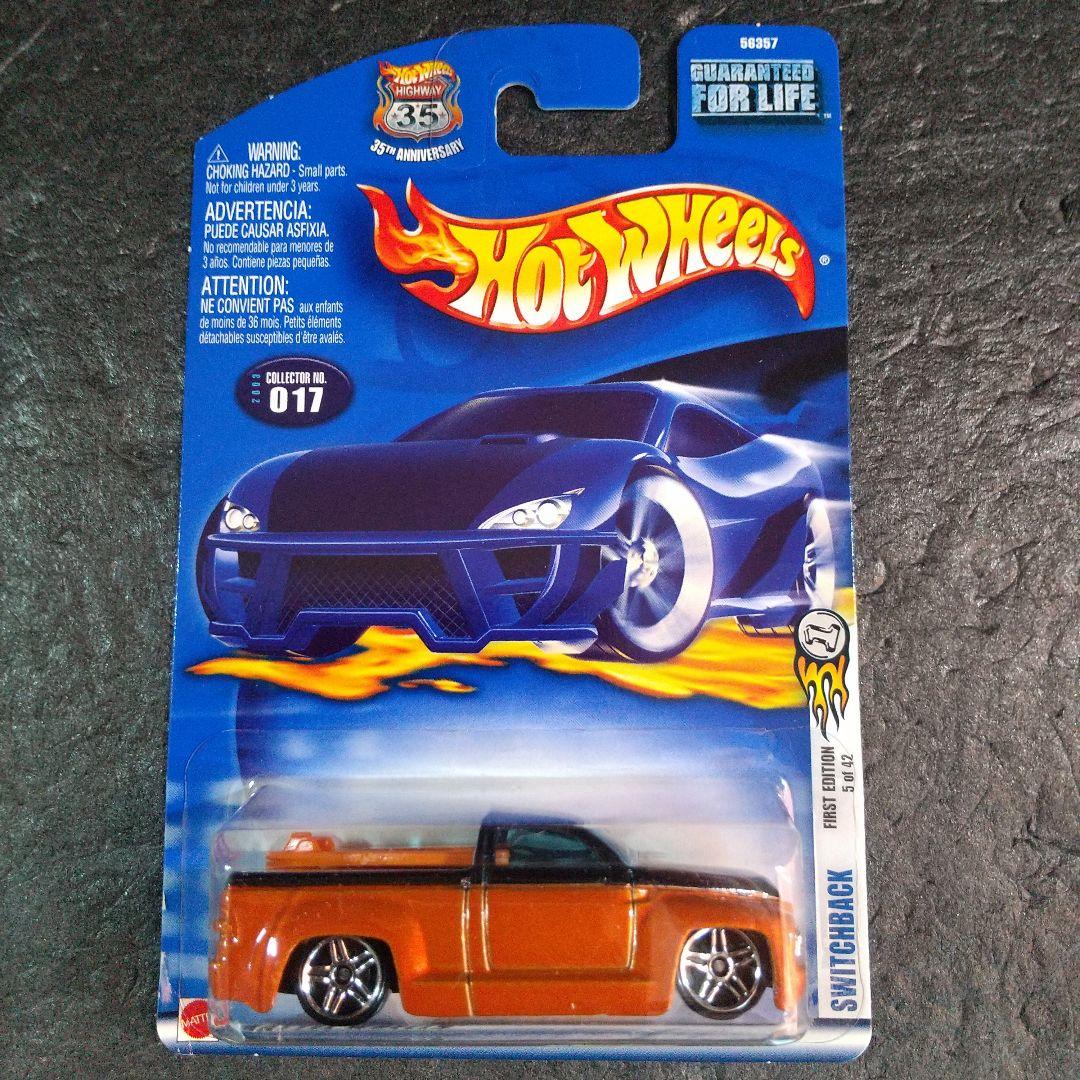 56357
GUARANTEED
FOR LIFE
™
Hot Wheels
HIGHWAY
35
35TH ANNIVERSARY
WARNING:
CHOKING HAZARD - Small parts.
Not for children under 3 years.
ADVERTENCIA:
PUEDE CAUSAR ASFIXIA.
No recomendable para menores de
3 años. Contiene piezas pequeñas.
ATTENTION:
NE CONVIENT PAS aux enfants
de moins de 36 mois. Petits éléments
détachables susceptibles d'être avalés.
Hot Wheels®
2003
COLLECTOR NO.
017
FIRST EDITION
5 of 42
SWITCHBACK